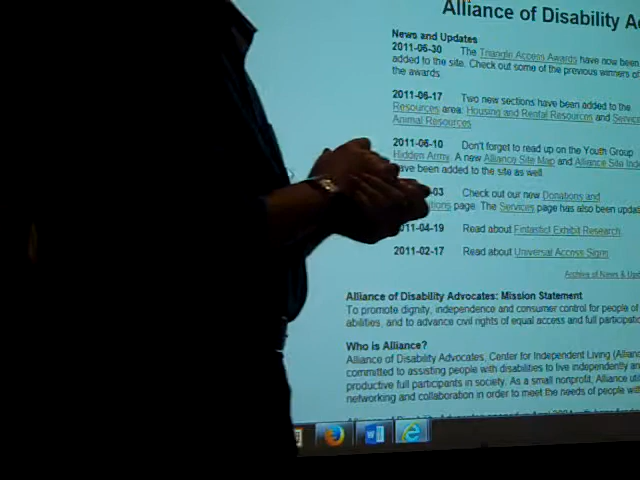 Alliance of Disability A
News and Updates
2011-06-30 The Triangle Access Awards have now been
added to the site. Check out some of the previous winners of
the awards.
2011-06-17 Two new sections have been added to the
Resources area: Housing and Rental Resources and Service
Animal Resources
2011-06-10 Don't forget to read up on the Youth Group
Hidden Army. A new Alliance Site Map and Alliance Site Inde
have been added to the site as well.
-03 Check out our new Donations and
tions page. The Services page has also been upda
011-04-19 Read about Fintastic! Exhibit Research.
2011-02-17 Read about Universal Access Signs
Archive of News & Upd
Alliance of Disability Advocates: Mission Statement
To promote dignity, independence and consumer control for people of
abilities, and to advance civil rights of equal access and full participatio
Who is Alliance?
Alliance of Disability Advocates, Center for Independent Living (Allian
committed to assisting people with disabilities to live independently an
productive full participants in society. As a small nonprofit, Alliance uti
networking and collaboration in order to meet the needs of people wit